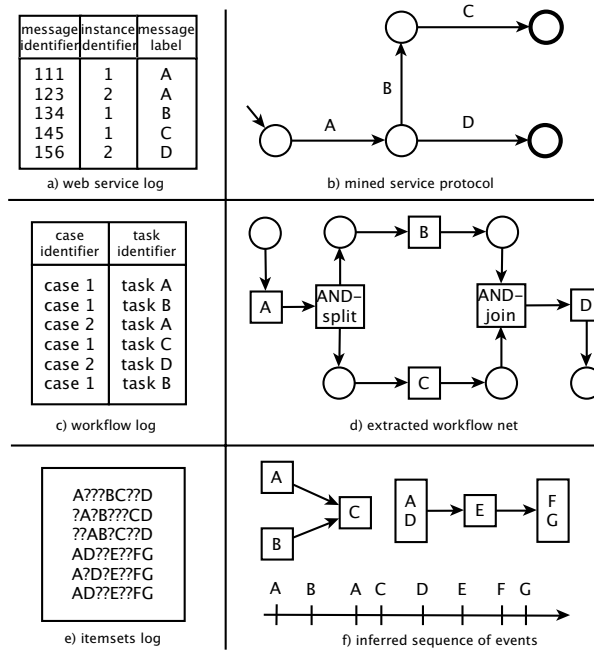 message instance message
identifier identifier label
111 1 A
123 2 A
134 1 B
145 1 C
156 2 D
a) web service log
C
B
A
D
b) mined service protocol
case task
identifier identifier
case 1 task A
case 1 task B
case 2 task A
case 1 task C
case 2 task D
case 1 task B
c) workflow log
B
A
AND-
split
AND-
join
D
C
d) extracted workflow net
A???BC??D
?A?B???CD
??AB?C??D
AD??E??FG
A?D?E??FG
AD??E??FG
e) itemsets log
A
B
C
A
D
E
F
G
A B A C D E F G
f) inferred sequence of events